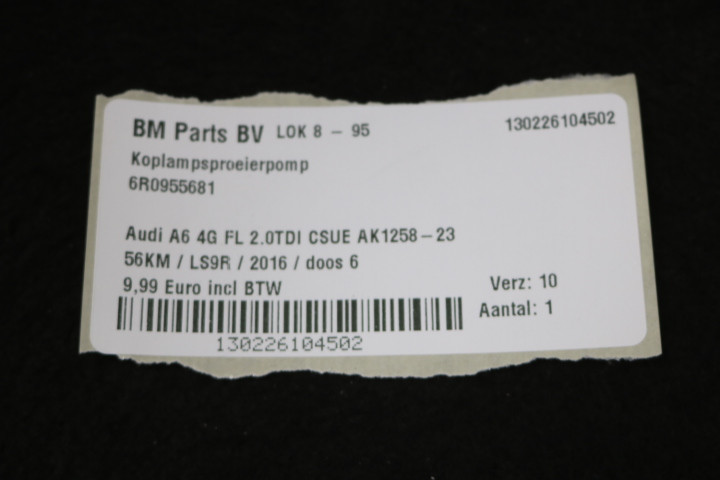 BM Parts BV LOK 8 - 95 130226104502
Koplampsproeierpomp
6R0955681
Audi A6 4G FL 2.0TDI CSUE AK1258-23
56KM / LS9R / 2016 / doos 6
9,99 Euro incl BTW Verz: 10
Aantal: 1
130226104502